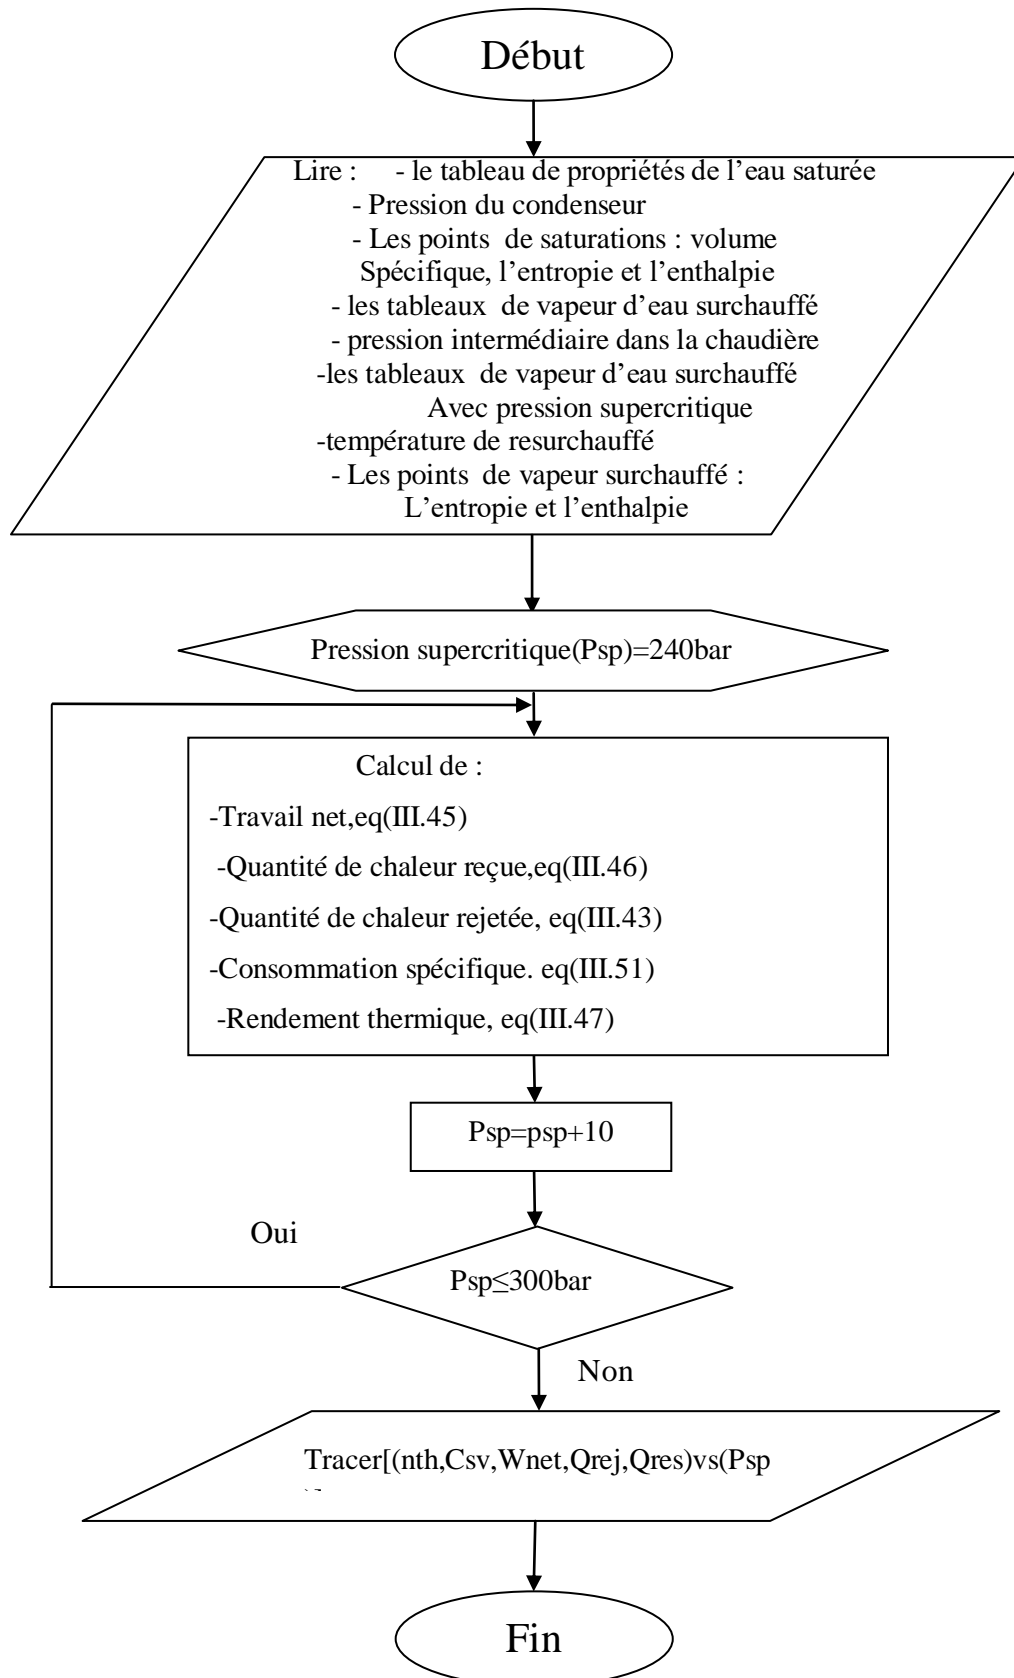 Début
Lire : - le tableau de propriétés de l’eau saturée
- Pression du condenseur
- Les points de saturations : volume
Spécifique, l’entropie et l’enthalpie
- les tableaux de vapeur d’eau surchauffé
- pression intermédiaire dans la chaudière
-les tableaux de vapeur d’eau surchauffé
Avec pression supercritique
-température de resurchauffé
- Les points de vapeur surchauffé :
L’entropie et l’enthalpie
Pression supercritique(Psp)=240bar
Calcul de :
-Travail net,eq(III.45)
-Quantité de chaleur reçue,eq(III.46)
-Quantité de chaleur rejetée, eq(III.43)
-Consommation spécifique. eq(III.51)
-Rendement thermique, eq(III.47)
Psp=psp+10
Oui
Psp≤300bar
Non
Tracer[(nth,Csv,Wnet,Qrej,Qres)vs(Psp
Fin